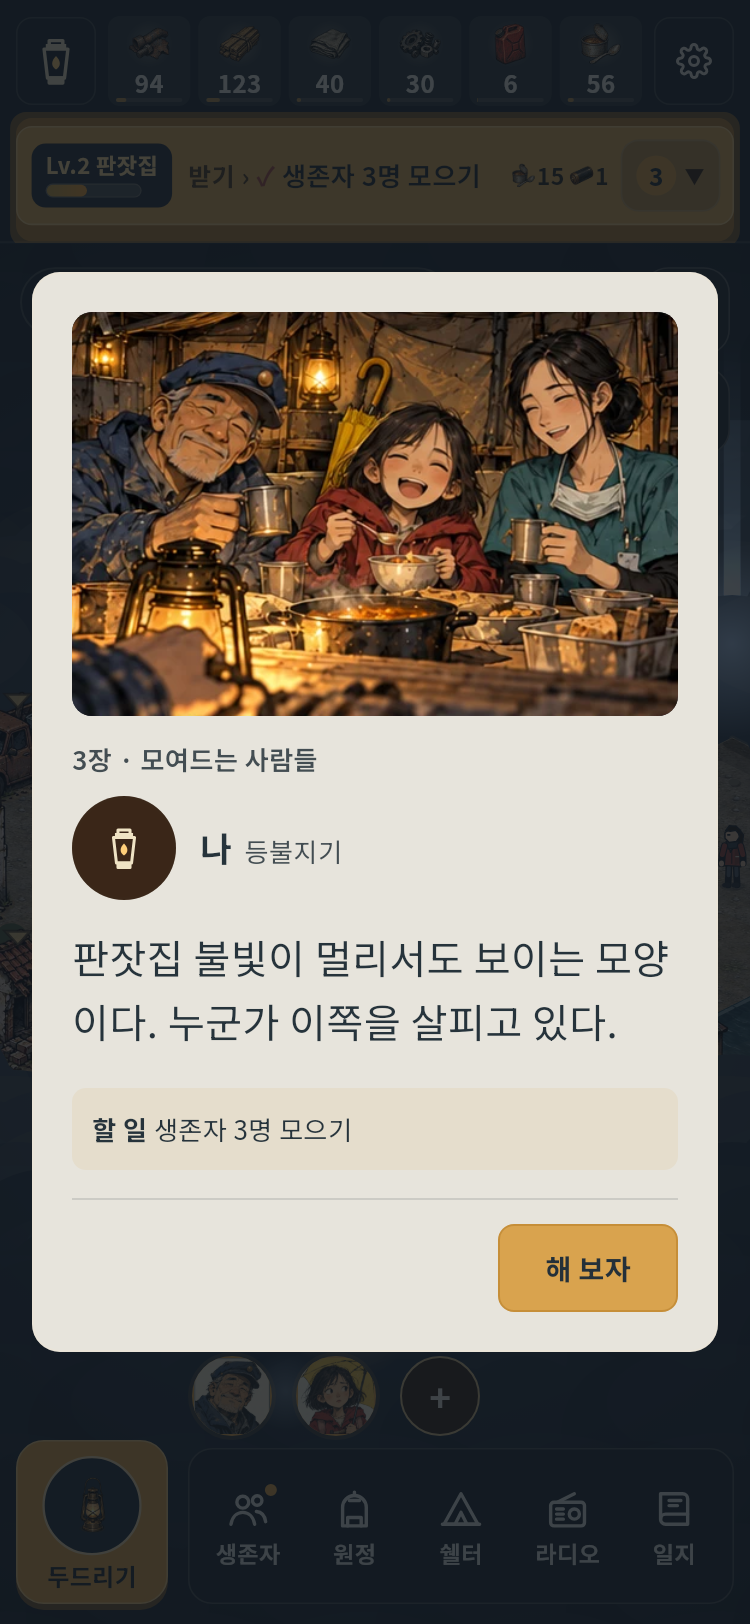 94 123 40 30 6 56
Lv.2 판잣집
받기 › ✓ 생존자 3명 모으기 15 1 3 ▼
3장 · 모여드는 사람들
나 등불지기
판잣집 불빛이 멀리서도 보이는 모양
이다. 누군가 이쪽을 살피고 있다.
할 일 생존자 3명 모으기
해 보자
+
두드리기
생존자 원정 쉘터 라디오 일지